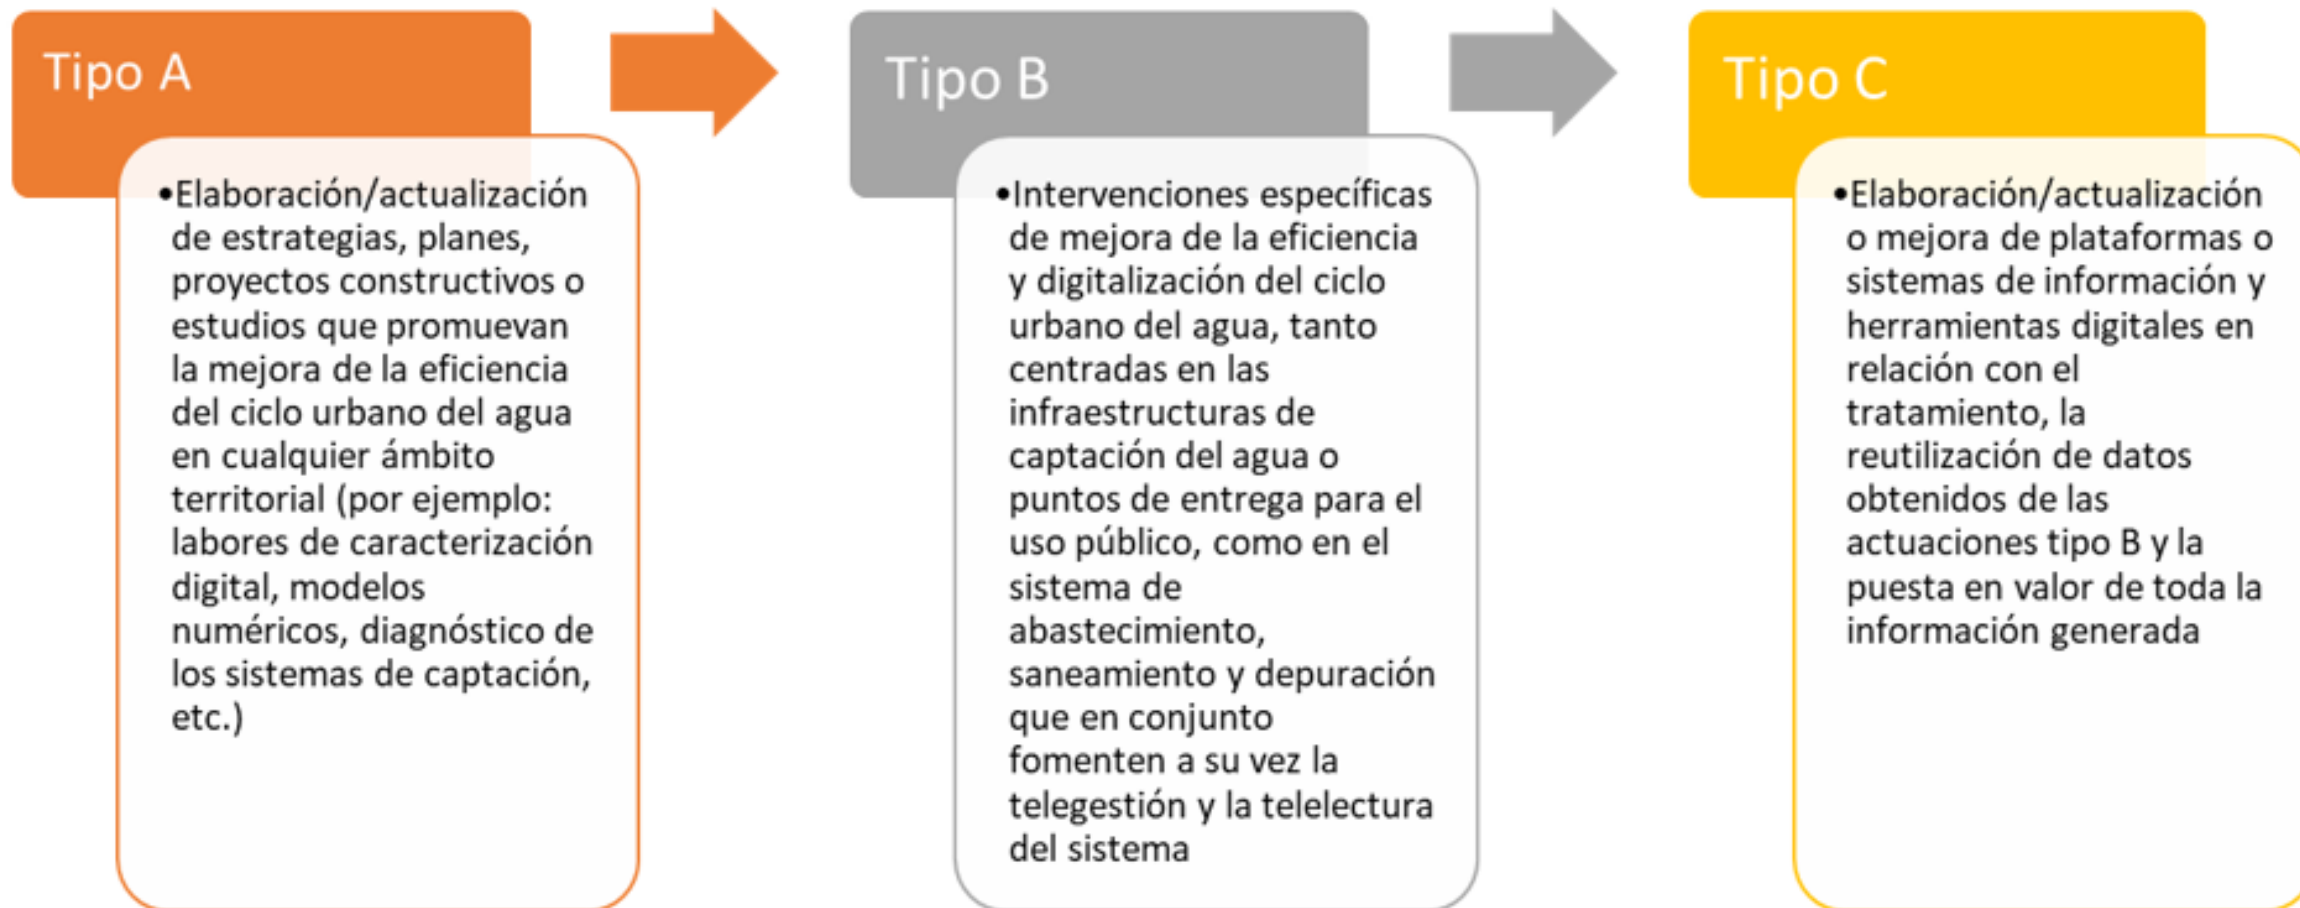 Tipo A
•Elaboración/actualización
de estrategias, planes,
proyectos constructivos o
estudios que promuevan
la mejora de la eficiencia
del ciclo urbano del agua
en cualquier ámbito
territorial (por ejemplo:
labores de caracterización
digital, modelos
numéricos, diagnóstico de
los sistemas de captación,
etc.)
Tipo B
•Intervenciones específicas
de mejora de la eficiencia
y digitalización del ciclo
urbano del agua, tanto
centradas en las
infraestructuras de
captación del agua o
puntos de entrega para el
uso público, como en el
sistema de
abastecimiento,
saneamiento y depuración
que en conjunto
fomenten a su vez la
telegestión y la telelectura
del sistema
Tipo C
•Elaboración/actualización
o mejora de plataformas o
sistemas de información y
herramientas digitales en
relación con el
tratamiento, la
reutilización de datos
obtenidos de las
actuaciones tipo B y la
puesta en valor de toda la
información generada